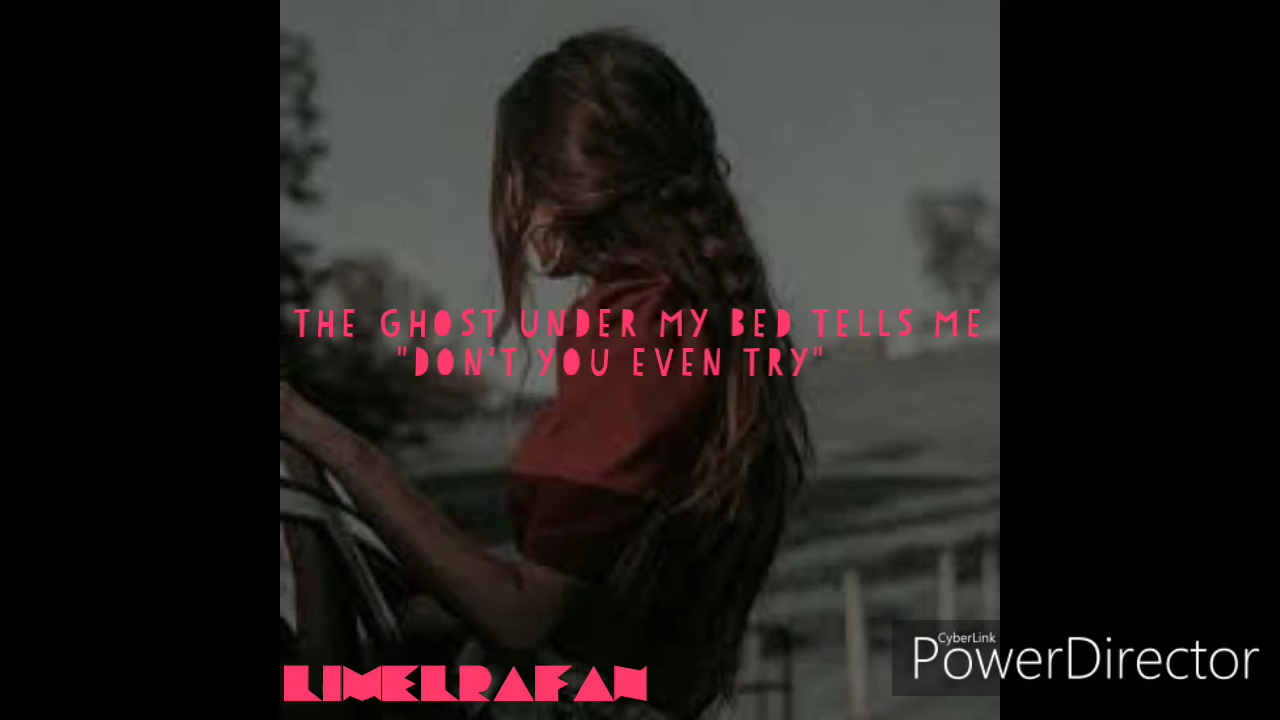 THE GHOST UNDER MY BED TELLS ME
"DON'T YOU EVEN TRY"
LIMELRAFAN
CyberLink
PowerDirector